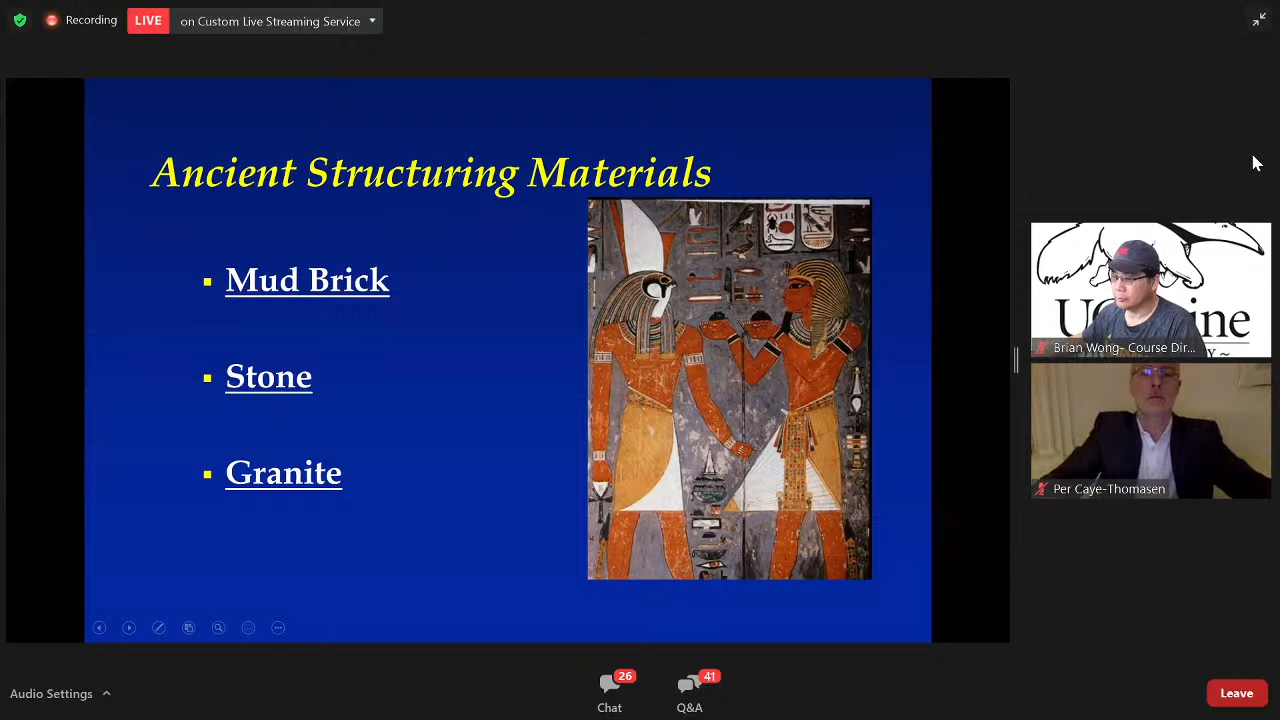 Recording
LIVE
on Custom Live Streaming Service
Ancient Structuring Materials
▪ Mud Brick
▪ Stone
▪ Granite
Brian Wong- Course Dir...
Per Caye-Thomasen
Audio Settings
26
Chat
41
Q&A
Leave